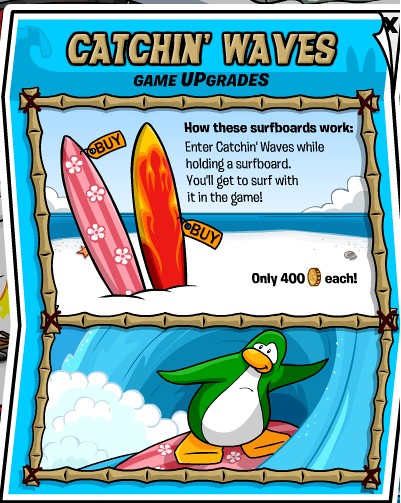 X
CATCHIN' WAVES
GAME UPGRADES
How these surfboards work:
Enter Catchin' Waves while
holding a surfboard.
You'll get to surf with
it in the game!
BUY
BUY
Only 400 each!